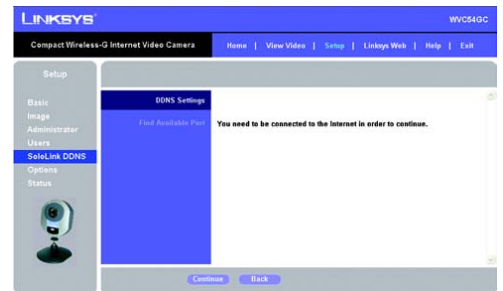 LINKSYS®
WVC54GC
Compact Wireless-G Internet Video Camera
Home | View Video | Setup | Linksys Web | Help | Exit
Setup
Basic
Image
Administrator
Users
SoloLink DDNS
Options
Status
DDNS Settings
Find Available Port
You need to be connected to the Internet in order to continue.
Continue
Back